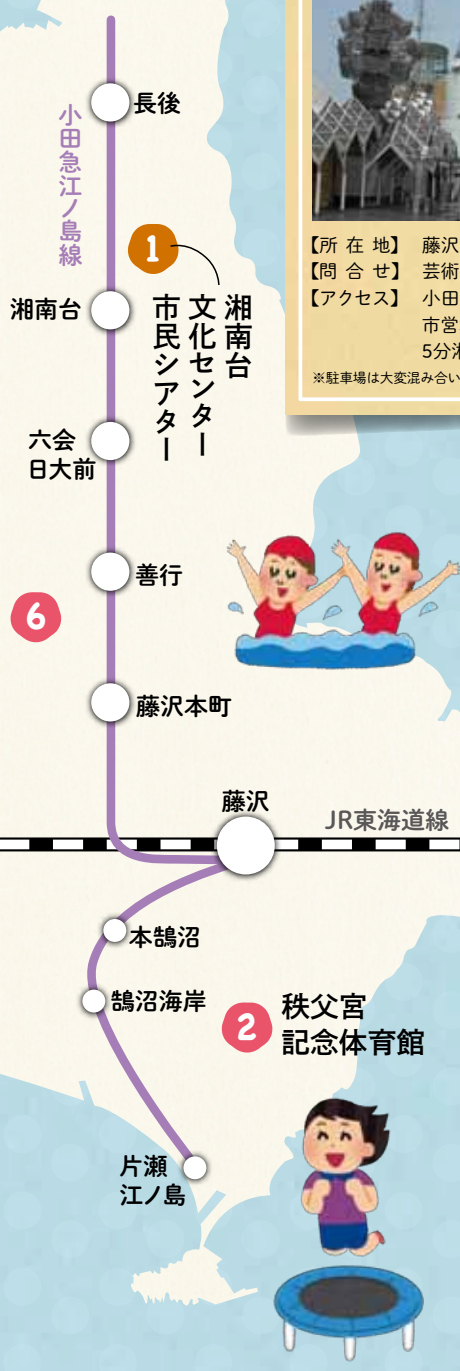 長後
小田急江ノ島線
1
湘南台
湘南台
文化センター
市民シアター
六会
日大前
善行
6
藤沢本町
藤沢
JR東海道線
本鵠沼
鵠沼海岸
2
秩父宮
記念体育館
片瀬
江ノ島
【所 在 地】 藤沢
【問 合 せ】 芸術
【アクセス】 小田
市営
5分湘
※駐車場は大変混み合い